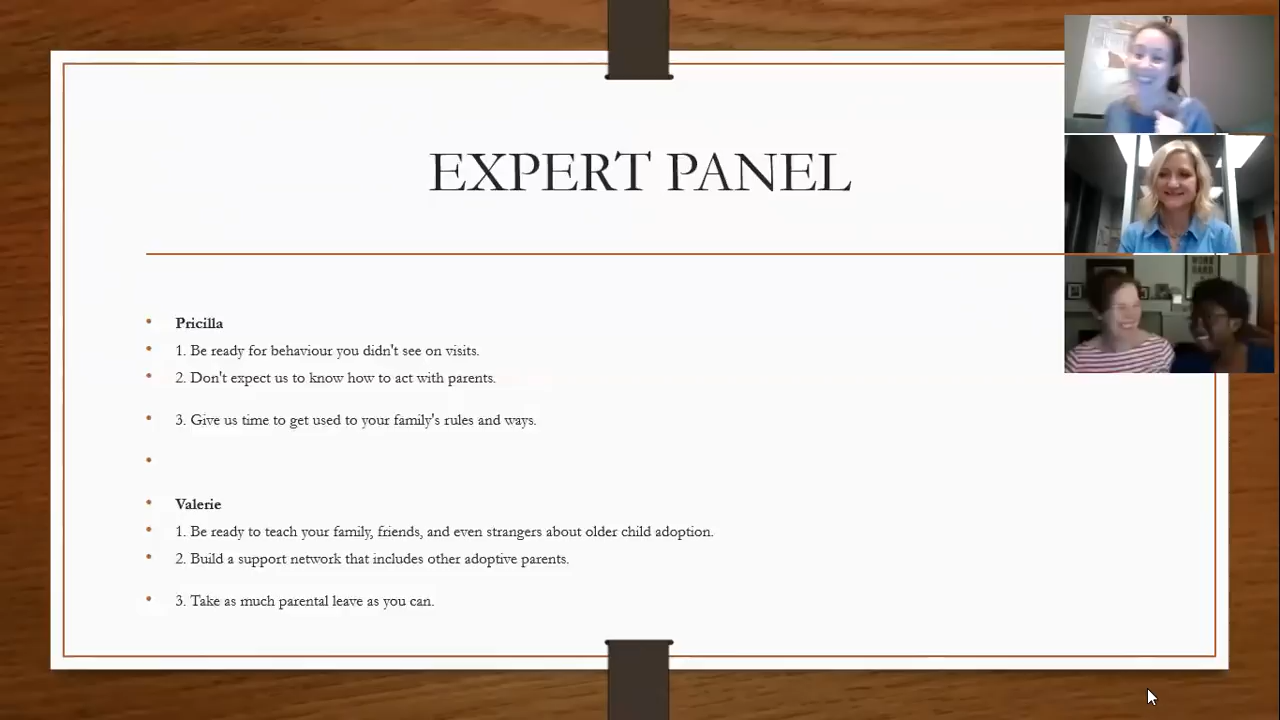 EXPERT PANEL
Pricilla
1. Be ready for behaviour you didn't see on visits.
2. Don't expect us to know how to act with parents.
3. Give us time to get used to your family's rules and ways.
Valerie
1. Be ready to teach your family, friends, and even strangers about older child adoption.
2. Build a support network that includes other adoptive parents.
3. Take as much parental leave as you can.
WORK
HARD